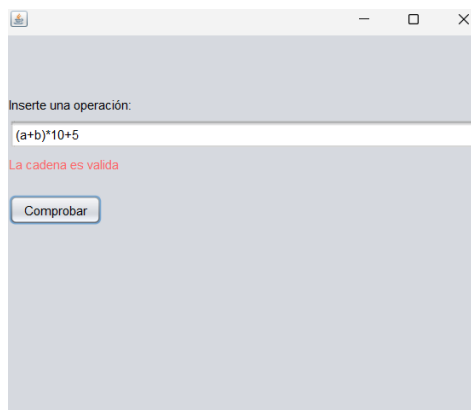 Inserte una operación:
(a+b)*10+5
La cadena es valida
Comprobar